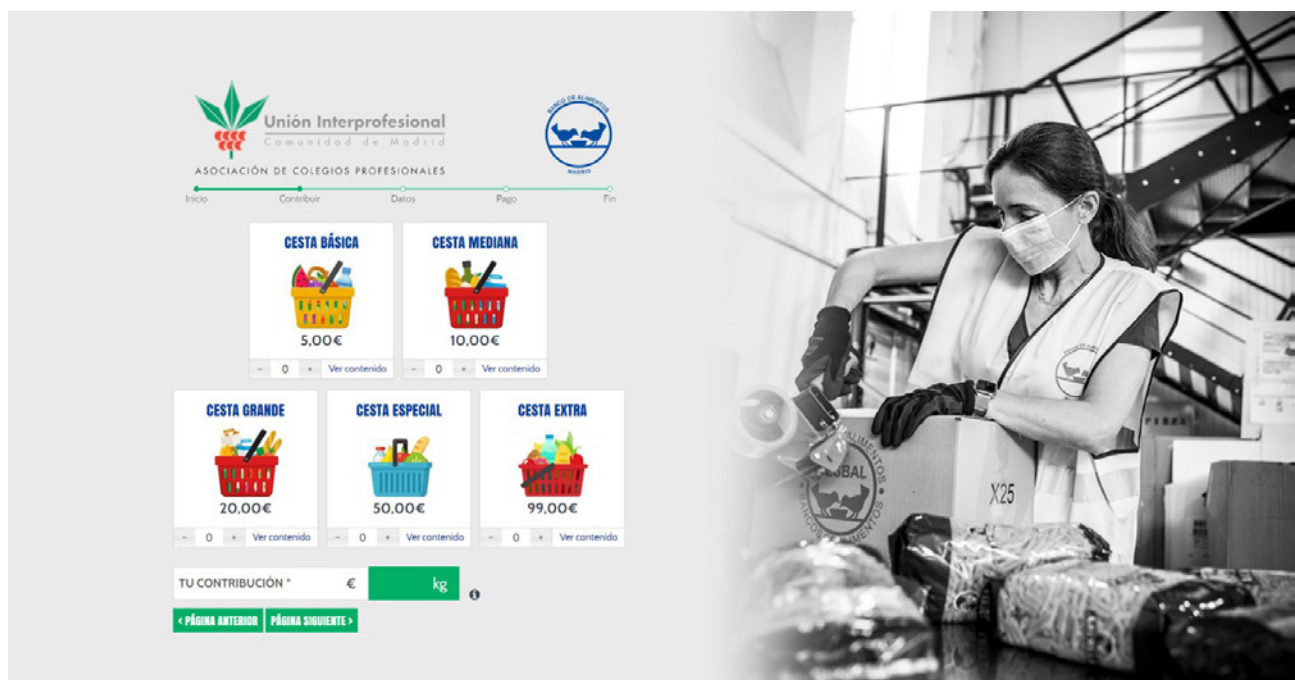 Unión Interprofesional
Comunidad de Madrid
ASOCIACIÓN DE COLEGIOS PROFESIONALES
BANCO DE ALIMENTOS
MADRID
Inicio Contribuir Datos Pago Fin
CESTA BÁSICA CESTA MEDIANA
5,00€ 10,00€
- 0 + Ver contenido - 0 + Ver contenido
CESTA GRANDE CESTA ESPECIAL CESTA EXTRA
20,00€ 50,00€ 99,00€
- 0 + Ver contenido - 0 + Ver contenido - 0 + Ver contenido
TU CONTRIBUCIÓN * € kg i
< PÁGINA ANTERIOR PÁGINA SIGUIENTE >
X25